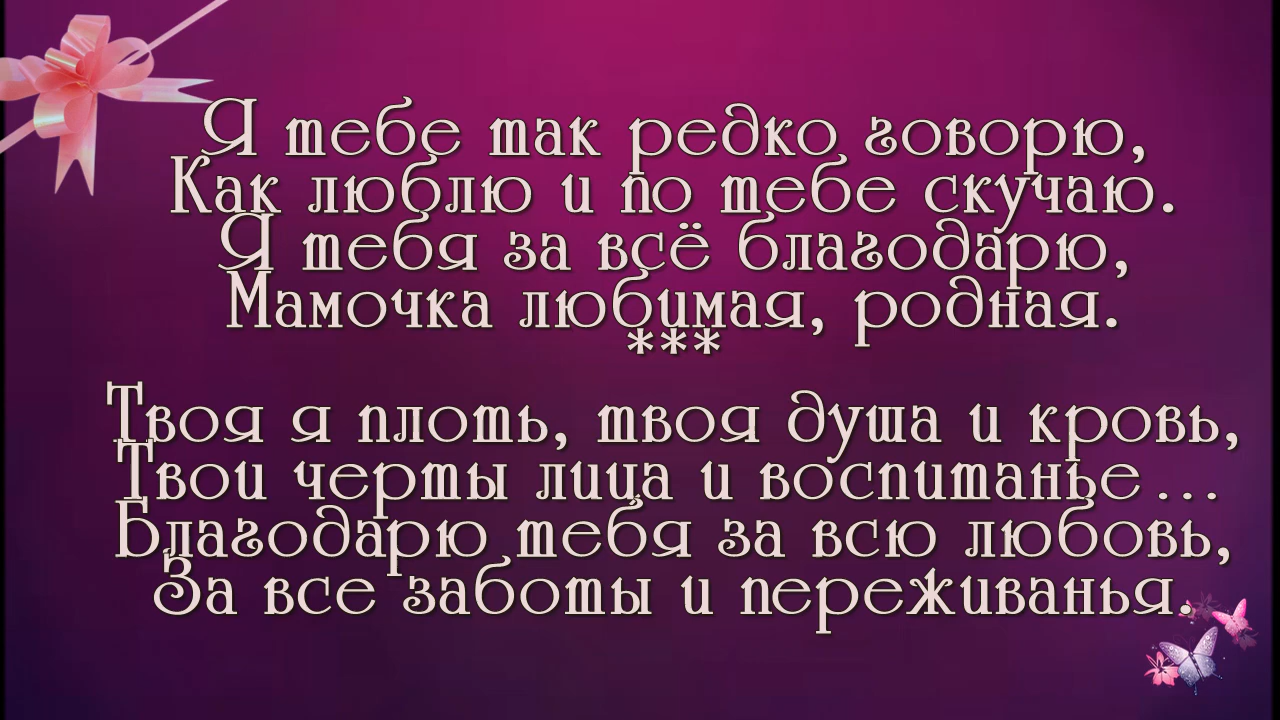 Я тебе так редко говорю,
Как люблю и по тебе скучаю.
Я тебя за всё благодарю,
Мамочка любимая, родная.
***
Твоя я плоть, твоя душа и кровь,
Твои черты лица и воспитанье…
Благодарю тебя за всю любовь,
За все заботы и переживанья.